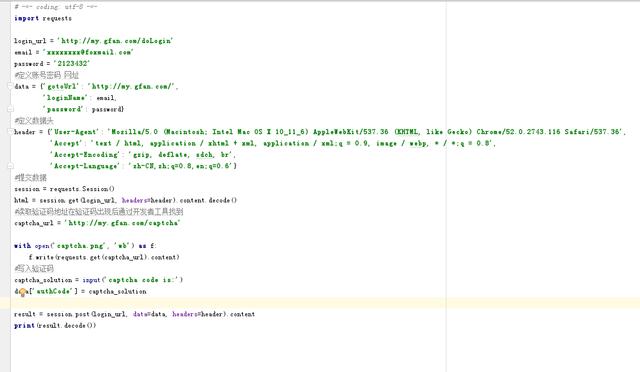 # -*- coding: utf-8 -*-
import requests
login_url = 'http://my.gfan.com/doLogin'
email = 'xxxxxxxx@foxmail.com'
password = '2123432'
#定义账号密码 网址
data = {'gotoUrl': 'http://my.gfan.com/',
'loginName': email,
'password': password}
#定义数据头
header = {'User-Agent': 'Mozilla/5.0 (Macintosh; Intel Mac OS X 10_11_6) AppleWebKit/537.36 (KHTML, like Gecko) Chrome/52.0.2743.116 Safari/537.36',
'Accept': 'text / html, application / xhtml + xml, application / xml;q = 0.9, image / webp, * / *;q = 0.8',
'Accept-Encoding': 'gzip, deflate, sdch, br',
'Accept-Language': 'zh-CN,zh;q=0.8,en;q=0.6'}
#提交数据
session = requests.Session()
html = session.get(login_url, headers=header).content.decode()
#读取验证码地址在验证码出现后通过开发者工具找到
captcha_url = 'http://my.gfan.com/captcha'
with open('captcha.png', 'wb') as f:
f.write(requests.get(captcha_url).content)
#写入验证码
captcha_solution = input('captcha code is:')
data['authCode'] = captcha_solution
result = session.post(login_url, data=data, headers=header).content
print(result.decode())